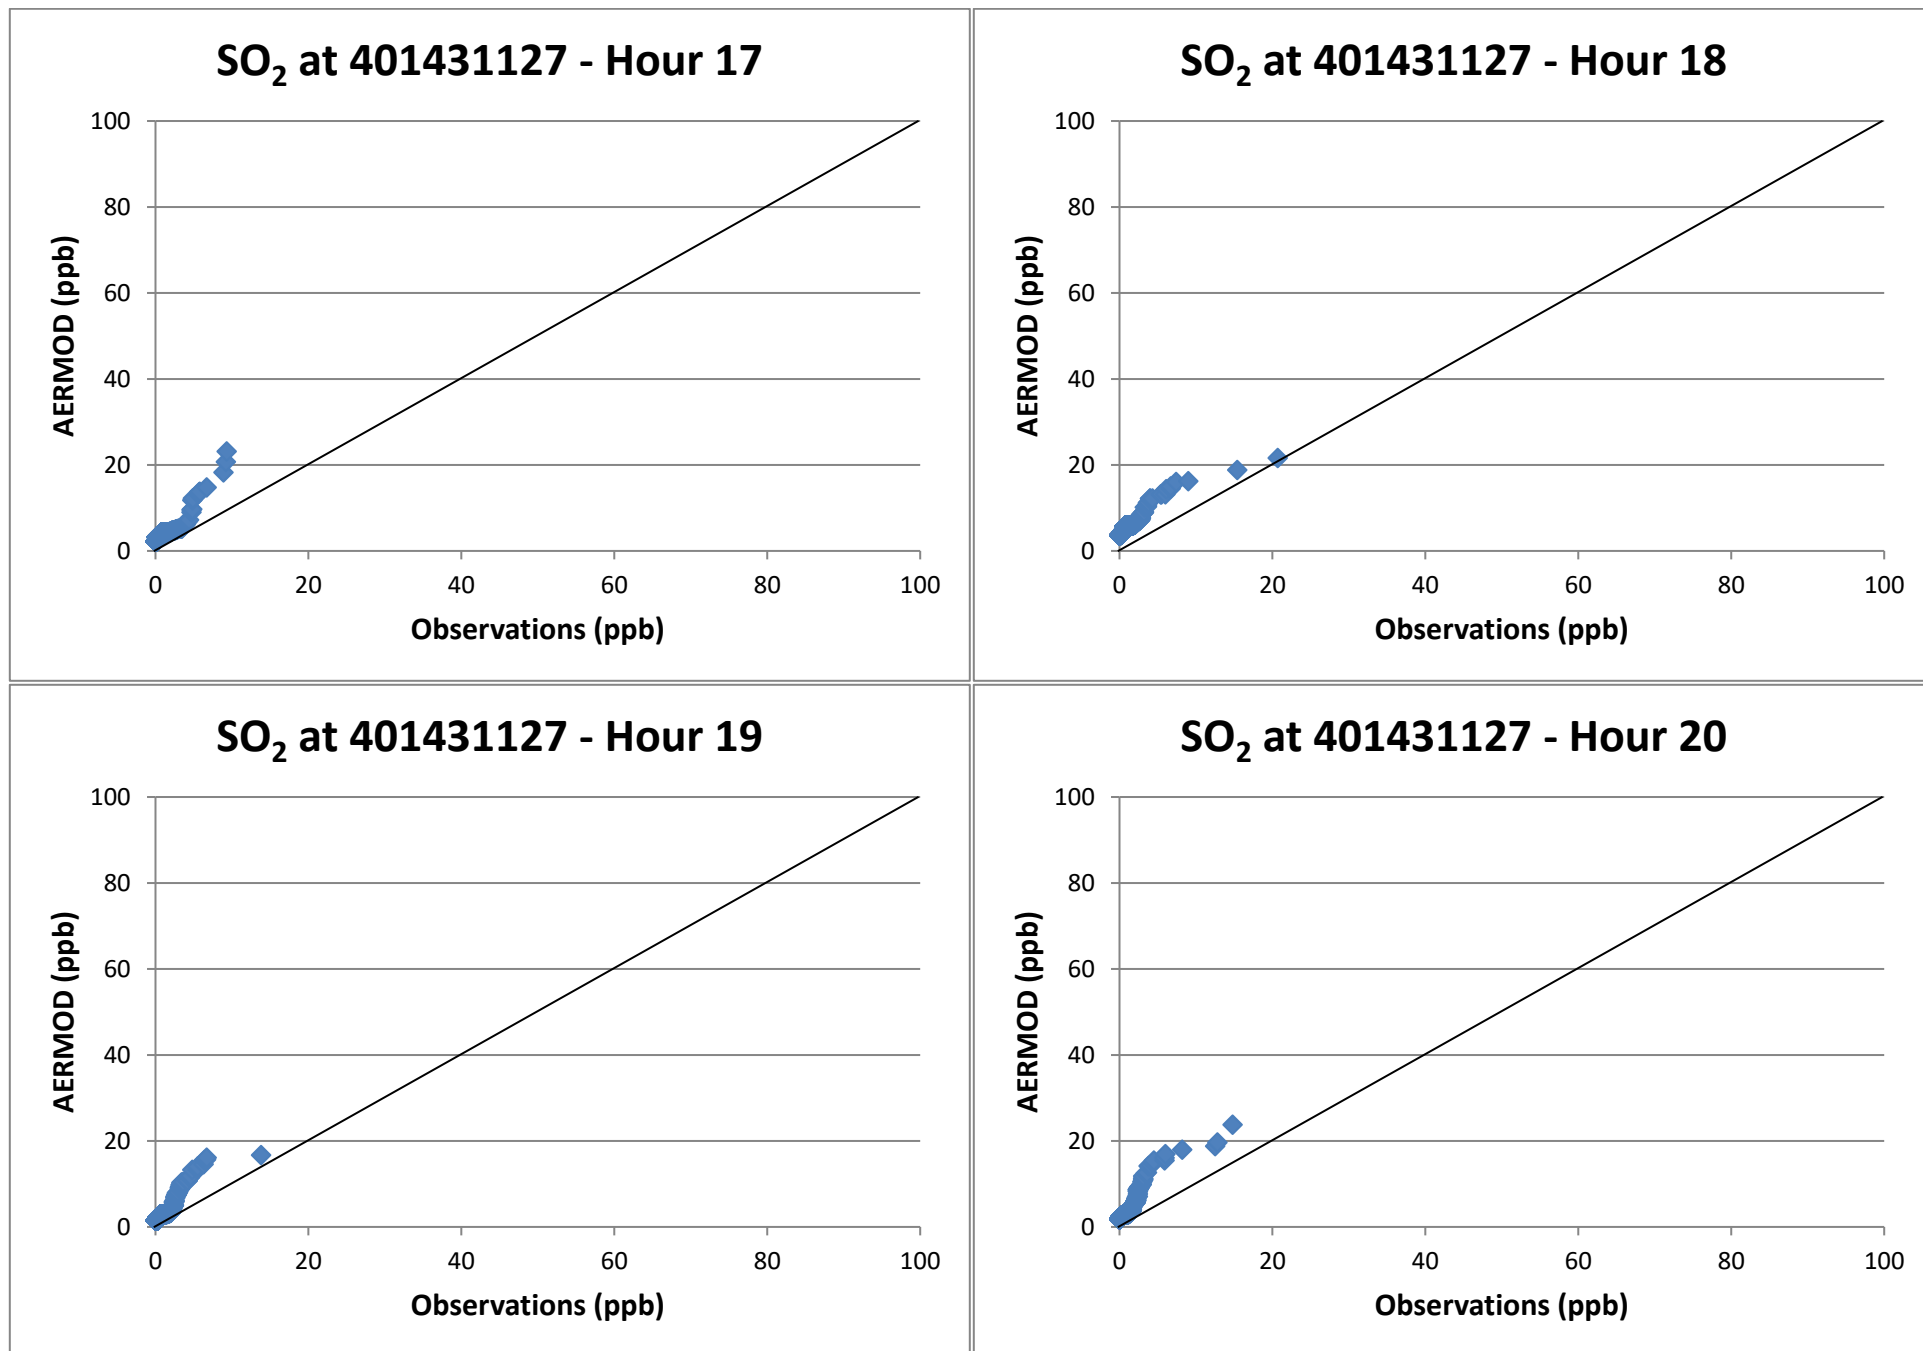 SO₂ at 401431127 - Hour 17
100
80
60
40
20
0
AERMOD (ppb)
0 20 40 60 80 100
Observations (ppb)
SO₂ at 401431127 - Hour 18
100
80
60
40
20
0
AERMOD (ppb)
0 20 40 60 80 100
Observations (ppb)
SO₂ at 401431127 - Hour 19
100
80
60
40
20
0
AERMOD (ppb)
0 20 40 60 80 100
Observations (ppb)
SO₂ at 401431127 - Hour 20
100
80
60
40
20
0
AERMOD (ppb)
0 20 40 60 80 100
Observations (ppb)